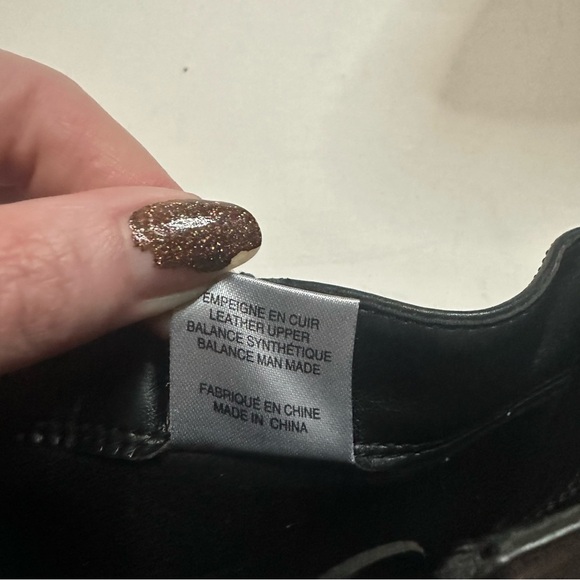 EMPEIGNE EN CUIR
LEATHER UPPER
BALANCE SYNTHÉTIQUE
BALANCE MAN MADE
FABRIQUÉ EN CHINE
MADE IN CHINA